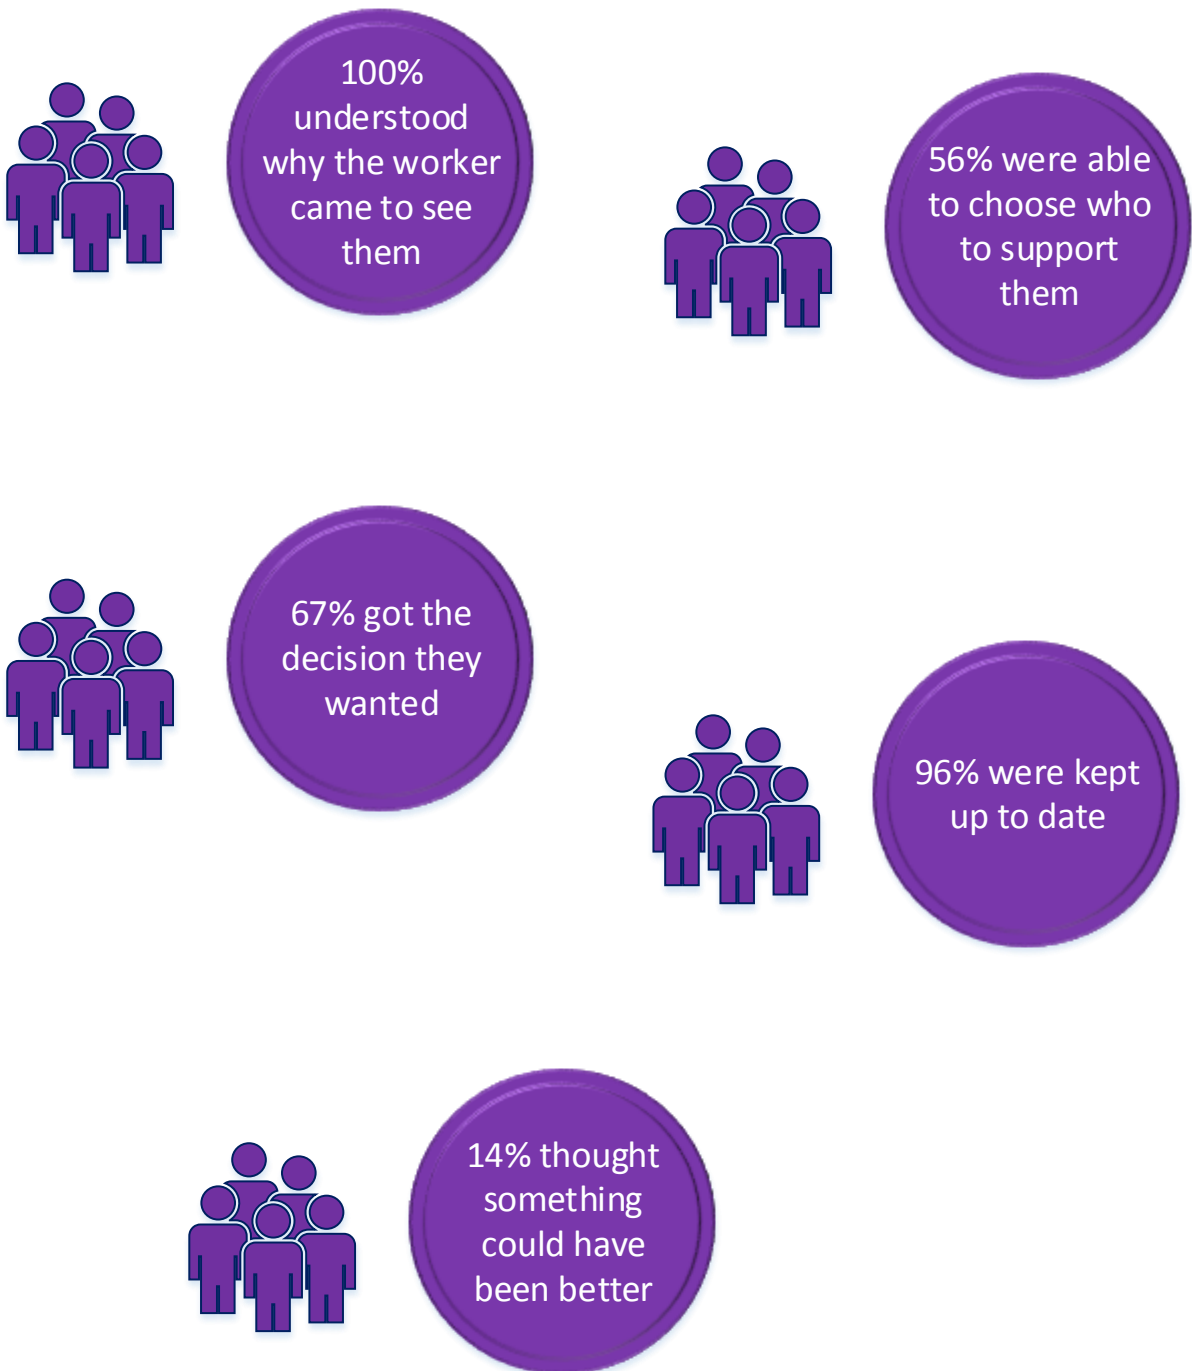 100%
understood
why the worker
came to see
them
56% were able
to choose who
to support
them
67% got the
decision they
wanted
96% were kept
up to date
14% thought
something
could have
been better